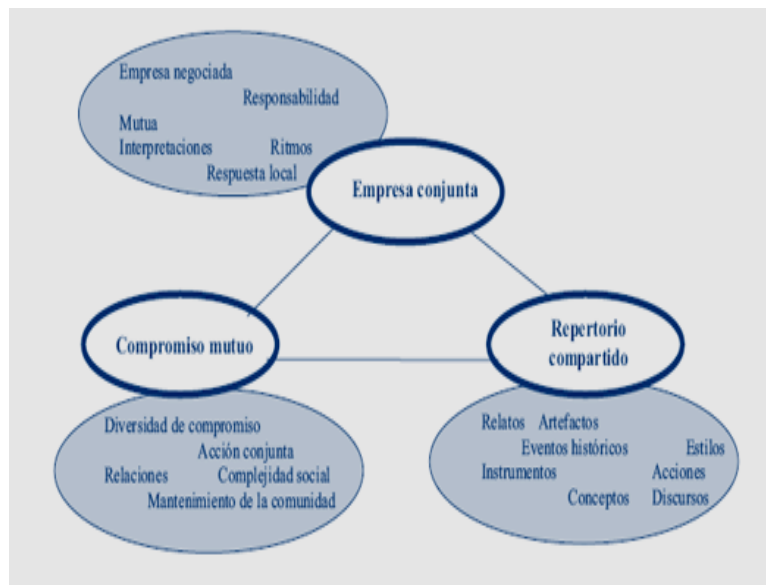 Empresa negociada
Responsabilidad
Mutua
Interpretaciones Ritmos
Respuesta local
Empresa conjunta
Compromiso mutuo
Repertorio
compartido
Diversidad de compromiso
Acción conjunta
Relaciones Complejidad social
Mantenimiento de la comunidad
Relatos Artefactos
Eventos históricos Estilos
Instrumentos Acciones
Conceptos Discursos